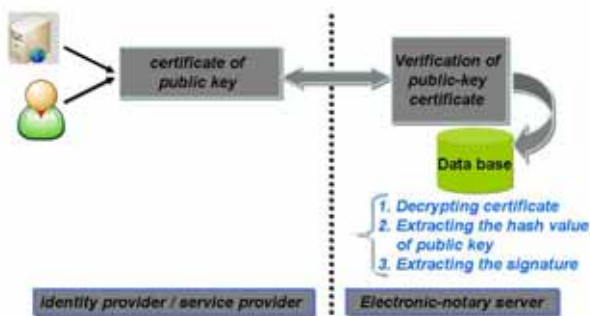 certificate of
public key
Verification of
public-key
certificate
Data base
1. Decrypting certificate
2. Extracting the hash value
of public key
3. Extracting the signature
identity provider / service provider
Electronic-notary server